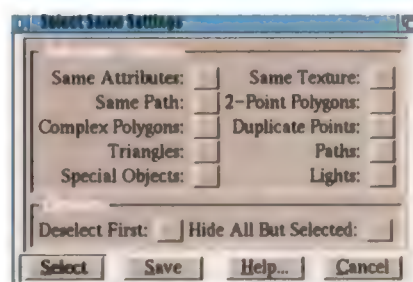 Select Same Settings
Same Attributes: Same Texture:
Same Path: 2-Point Polygons:
Complex Polygons: Duplicate Points:
Triangles: Paths:
Special Objects: Lights:
Deselect First: Hide All But Selected:
Select Save Help... Cancel